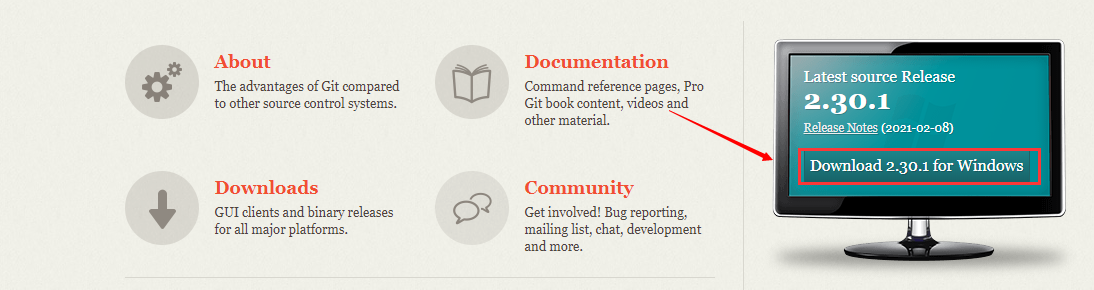 About
The advantages of Git compared
to other source control systems.
Documentation
Command reference pages, Pro
Git book content, videos and
other material.
Downloads
GUI clients and binary releases
for all major platforms.
Community
Get involved! Bug reporting,
mailing list, chat, development
and more.
Latest source Release
2.30.1
Release Notes (2021-02-08)
Download 2.30.1 for Windows